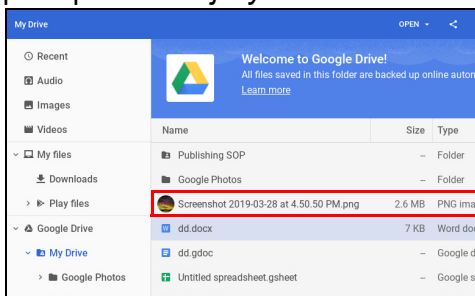 My Drive OPEN
Recent
Audio
Images
Videos
My files
Downloads
Play files
Google Drive
My Drive
Google Photos
Welcome to Google Drive!
All files saved in this folder are backed up online
Learn more
Name Size Type
Publishing SOP – Folder
Google Photos – Folder
Screenshot 2019-03-28 at 4.50.50 PM.png 2.6 MB PNG
dd.docx 7 KB Word
dd.gdoc – Google
Untitled spreadsheet.gsheet – Google